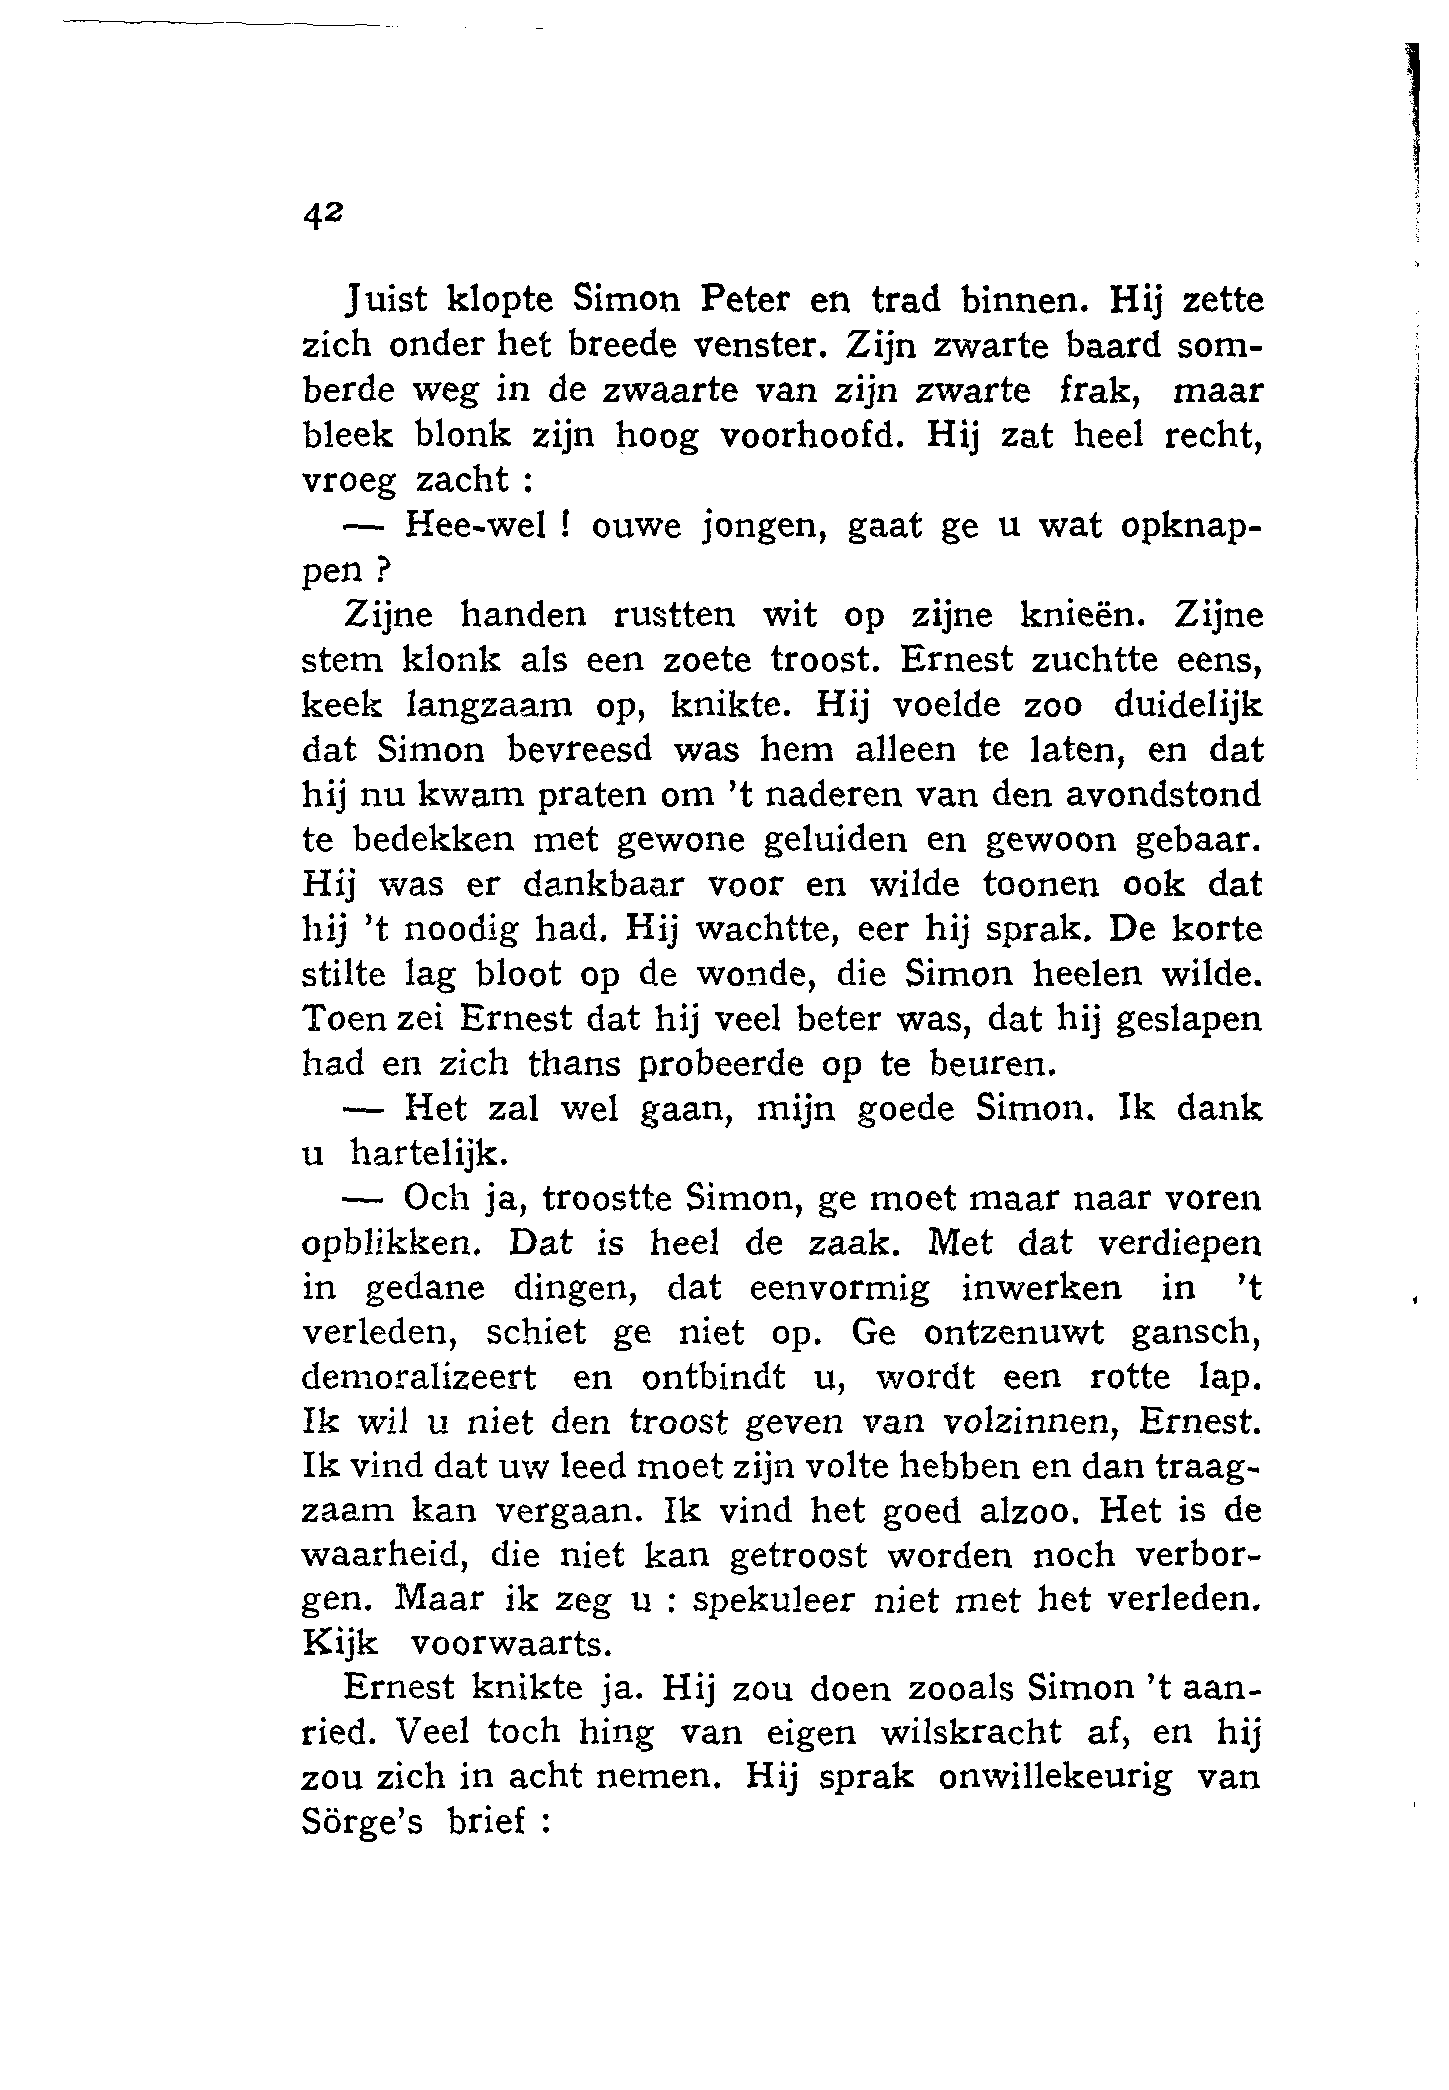 42
Juist klopte Simon Peter en trad binnen. Hij zette
zich onder het breede venster. Zijn zwarte baard som-
berde weg in de zwaarte van zijn zwarte frak, maar
bleek blonk zijn hoog voorhoofd. Hij zat heel recht,
vroeg zacht :
— Hee-wel ! ouwe jongen, gaat ge u wat opknap-
pen ?
Zijne handen rustten wit op zijne knieën. Zijne
stem klonk als een zoete troost. Ernest zuchtte eens,
keek langzaam op, knikte. Hij voelde zoo duidelijk
dat Simon bevreesd was hem alleen te laten, en dat
hij nu kwam praten om 't naderen van den avondstond
te bedekken met gewone geluiden en gewoon gebaar.
Hij was er dankbaar voor en wilde toonen ook dat
hij 't noodig had. Hij wachtte, eer hij sprak. De korte
stilte lag bloot op de wonde, die Simon heelen wilde.
Toen zei Ernest dat hij veel beter was, dat hij geslapen
had en zich thans probeerde op te beuren.
— Het zal wel gaan, mijn goede Simon. Ik dank
u hartelijk.
— Och ja, troostte Simon, ge moet maar naar voren
opblikken. Dat is heel de zaak. Met dat verdiepen
in gedane dingen, dat eenvormig inwerken in 't
verleden, schiet ge niet op. Ge ontzenuwt gansch,
demoralizeert en ontbindt u, wordt een rotte lap.
Ik wil u niet den troost geven van volzinnen, Ernest.
Ik vind dat uw leed moet zijn volte hebben en dan traag-
zaam kan vergaan. Ik vind het goed alzoo. Het is de
waarheid, die niet kan getroost worden noch verbor-
gen. Maar ik zeg u : spekuleer niet met het verleden.
Kijk voorwaarts.
Ernest knikte ja. Hij zou doen zooals Simon 't aan-
ried. Veel toch hing van eigen wilskracht af, en hij
zou zich in acht nemen. Hij sprak onwillekeurig van
Sörge's brief :